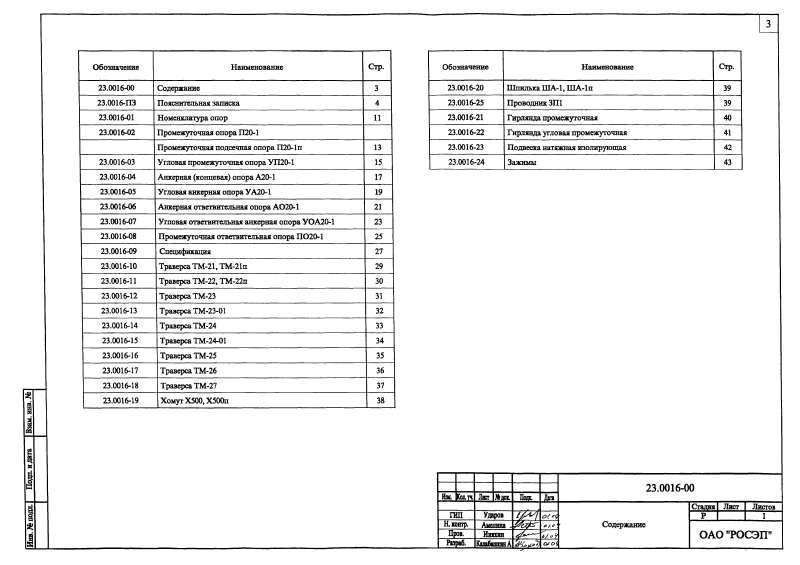 3
Обозначение Наименование Стр.
23.0016-00 Содержание 3
23.0016-ПЗ Пояснительная записка 4
23.0016-01 Номенклатура опор 11
23.0016-02 Промежуточная опора П20-1
Промежуточная подсечная опора П20-1п 13
23.0016-03 Угловая промежуточная опора УП20-1 15
23.0016-04 Анкерная (концевая) опора А20-1 17
23.0016-05 Угловая анкерная опора УА20-1 19
23.0016-06 Анкерная ответвительная опора АО20-1 21
23.0016-07 Угловая ответвительная анкерная опора УОА20-1 23
23.0016-08 Промежуточная ответвительная опора ПО20-1 25
23.0016-09 Спецификация 27
23.0016-10 Траверса ТМ-21, ТМ-21п 29
23.0016-11 Траверса ТМ-22, ТМ-22п 30
23.0016-12 Траверса ТМ-23 31
23.0016-13 Траверса ТМ-23-01 32
23.0016-14 Траверса ТМ-24 33
23.0016-15 Траверса ТМ-24-01 34
23.0016-16 Траверса ТМ-25 35
23.0016-17 Траверса ТМ-26 36
23.0016-18 Траверса ТМ-27 37
23.0016-19 Хомут Х500, Х500п 38
Обозначение Наименование Стр.
23.0016-20 Шпилька ША-1, ША-1п 39
23.0016-25 Проводник ЗП1 39
23.0016-21 Гирлянда промежуточная 40
23.0016-22 Гирлянда угловая промежуточная 41
23.0016-23 Подвеска натяжная изолирующая 42
23.0016-24 Зажимы 43
Взам. инв. №
Подп. и дата
Инв. № подл.
23.0016-00
Изм. Кол. уч. Лист № док. Подп. Дата
ГИП Ударов 01.04
Н. контр. Амелина 01.04
Пров. 01.04
Разраб. Калабашкин А. 01.04
Содержание
Стадия Лист Листов
Р 1
ОАО "РОСЭП"